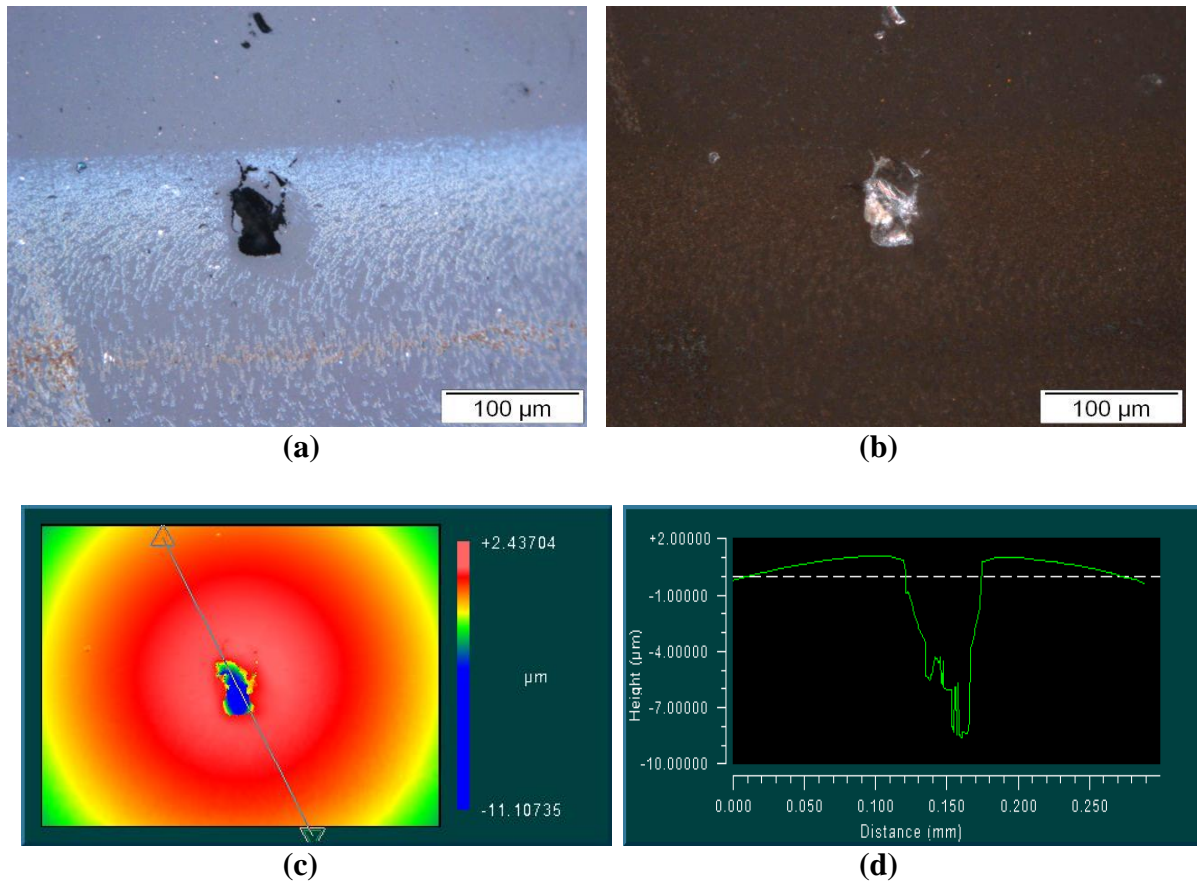 100 µm
100 µm
(a)
(b)
+2.43704
µm
-11.10735
+2.00000
-1.00000
-4.00000
-7.00000
-10.00000
Height (µm)
0.000 0.050 0.100 0.150 0.200 0.250
Distance (mm)
(c)
(d)